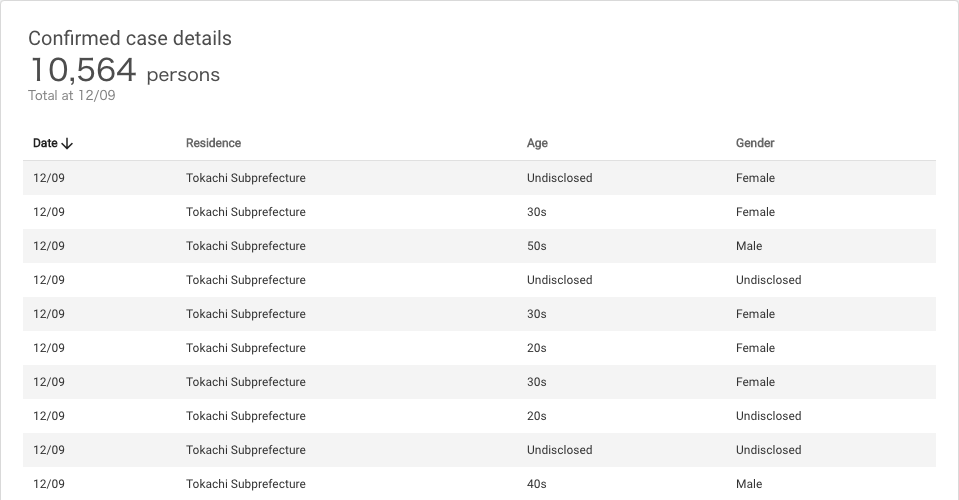 Confirmed case details
10,564 persons
Total at 12/09
Date Residence Age Gender
12/09 Tokachi Subprefecture Undisclosed Female
12/09 Tokachi Subprefecture 30s Female
12/09 Tokachi Subprefecture 50s Male
12/09 Tokachi Subprefecture Undisclosed Undisclosed
12/09 Tokachi Subprefecture 30s Female
12/09 Tokachi Subprefecture 20s Female
12/09 Tokachi Subprefecture 30s Female
12/09 Tokachi Subprefecture 20s Undisclosed
12/09 Tokachi Subprefecture Undisclosed Undisclosed
12/09 Tokachi Subprefecture 40s Male